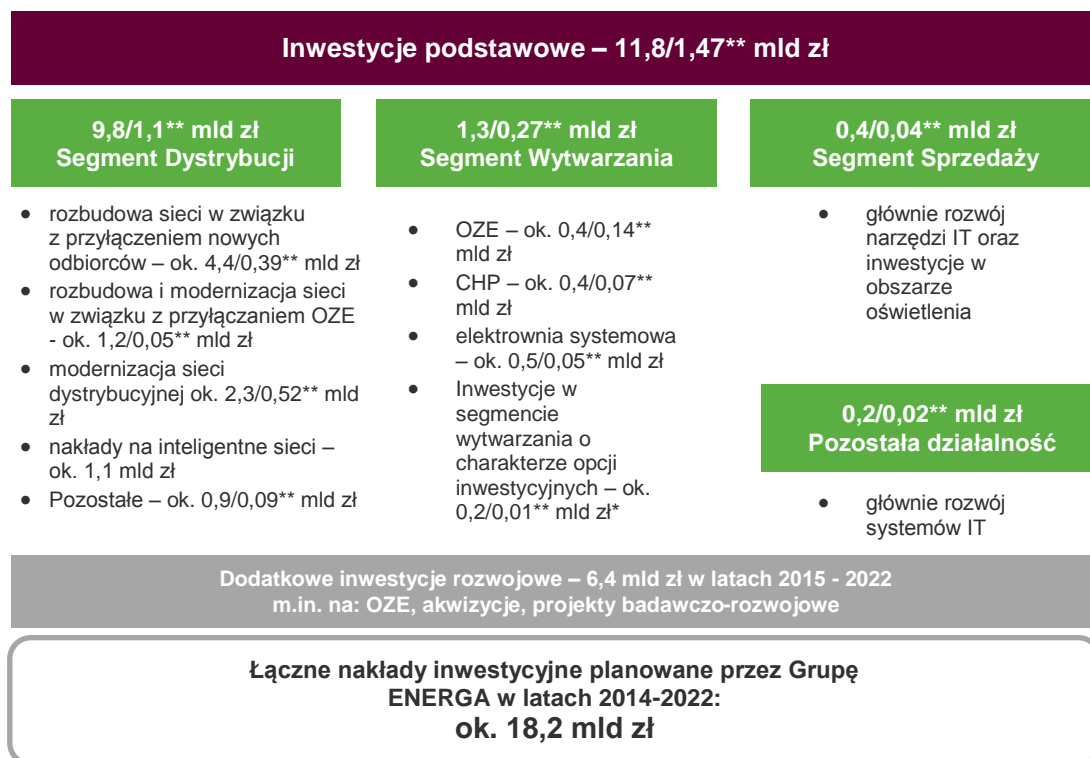 Inwestycje podstawowe – 11,8/1,47** mld zł
9,8/1,1** mld zł
Segment Dystrybucji
• rozbudowa sieci w związku
z przyłączeniem nowych
odbiorców – ok. 4,4/0,39** mld zł
• rozbudowa i modernizacja sieci
w związku z przyłączaniem OZE
- ok. 1,2/0,05** mld zł
• modernizacja sieci
dystrybucyjnej ok. 2,3/0,52** mld
zł
• nakłady na inteligentne sieci –
ok. 1,1 mld zł
• Pozostałe – ok. 0,9/0,09** mld zł
1,3/0,27** mld zł
Segment Wytwarzania
• OZE – ok. 0,4/0,14**
mld zł
• CHP – ok. 0,4/0,07**
mld zł
• elektrownia systemowa
– ok. 0,5/0,05** mld zł
• Inwestycje w
segmencie
wytwarzania o
charakterze opcji
inwestycyjnych – ok.
0,2/0,01** mld zł*
0,4/0,04** mld zł
Segment Sprzedaży
• głównie rozwój
narzędzi IT oraz
inwestycje w
obszarze
oświetlenia
0,2/0,02** mld zł
Pozostała działalność
• głównie rozwój
systemów IT
Dodatkowe inwestycje rozwojowe – 6,4 mld zł w latach 2015 - 2022
m.in. na: OZE, akwizycje, projekty badawczo-rozwojowe
Łączne nakłady inwestycyjne planowane przez Grupę
ENERGA w latach 2014-2022:
ok. 18,2 mld zł